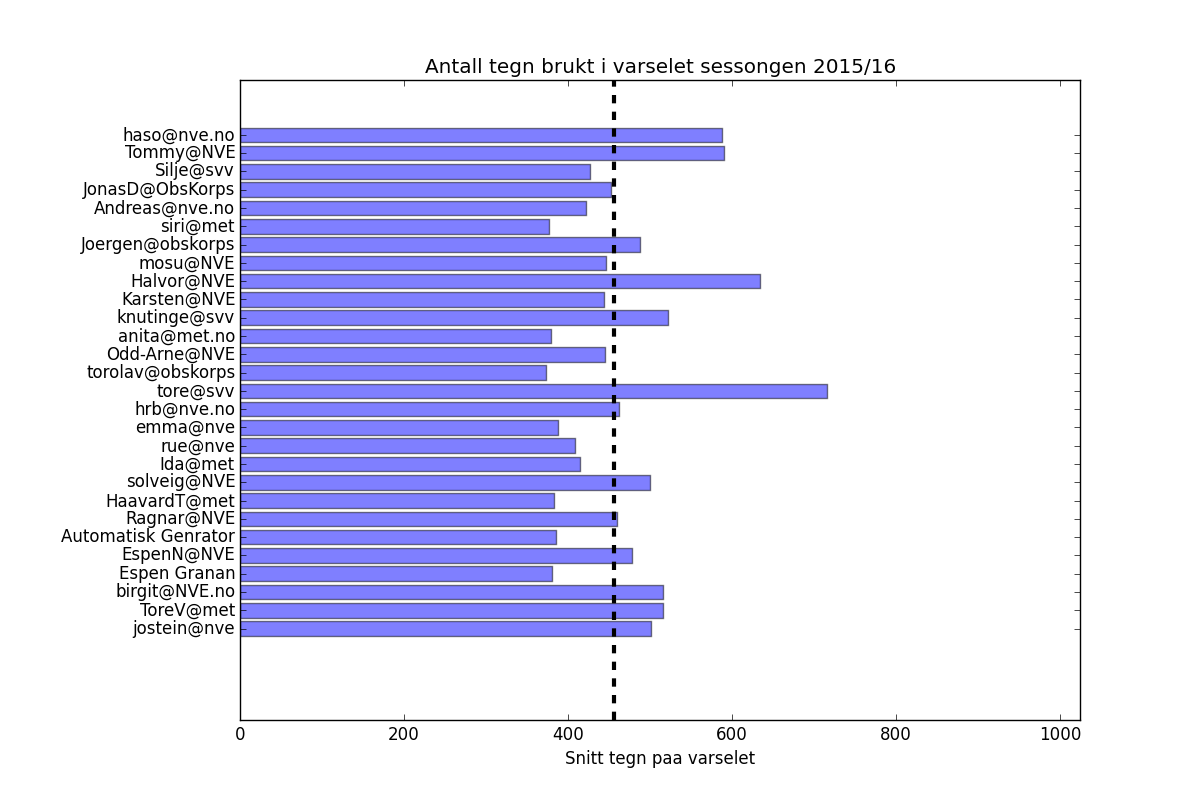 Antall tegn brukt i varselet sessongen 2015/16
haso@nve.no
Tommy@NVE
Silje@svv
JonasD@ObsKorps
Andreas@nve.no
siri@met
Joergen@obskorps
mosu@NVE
Halvor@NVE
Karsten@NVE
knutinge@svv
anita@met.no
Odd-Arne@NVE
torolav@obskorps
tore@svv
hrb@nve.no
emma@nve
rue@nve
Ida@met
solveig@NVE
HaavardT@met
Ragnar@NVE
Automatisk Genrator
EspenN@NVE
Espen Granan
birgit@NVE.no
ToreV@met
jostein@nve
0 200 400 600 800 1000
Snitt tegn paa varselet